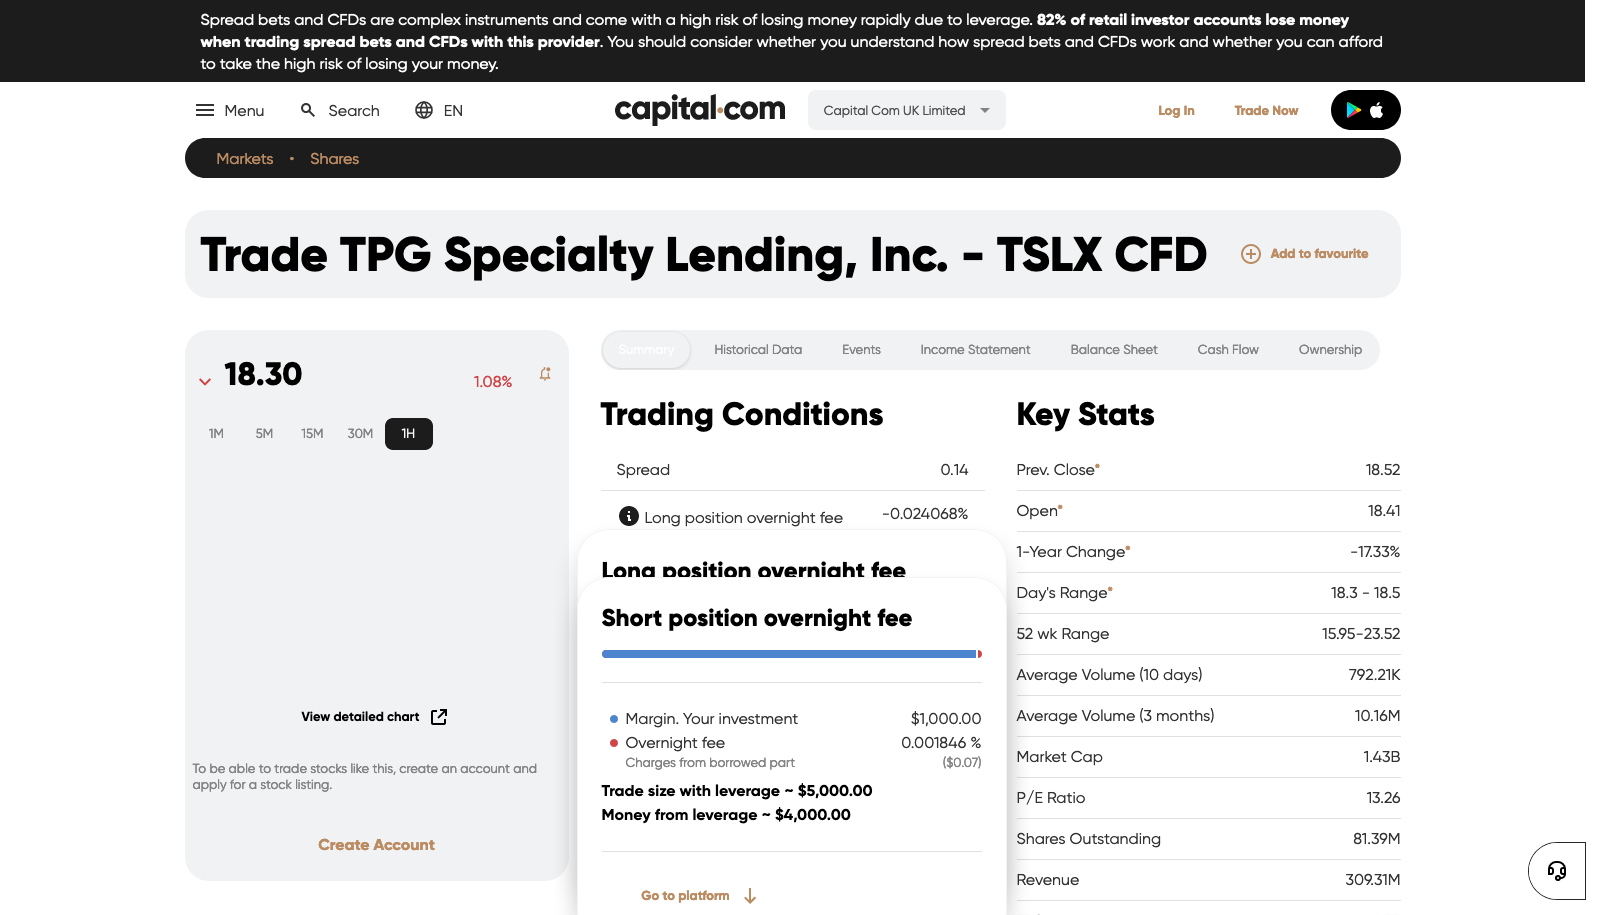 Spread bets and CFDs are complex instruments and come with a high risk of losing money rapidly due to leverage. 82% of retail investor accounts lose money
when trading spread bets and CFDs with this provider. You should consider whether you understand how spread bets and CFDs work and whether you can afford
to take the high risk of losing your money.
Menu
Search
EN
capital.com
Capital Com UK Limited
Log In
Trade Now
Markets • Shares
Trade TPG Specialty Lending, Inc. - TSLX CFD
Add to favourite
18.30
1.08%
1M 5M 15M 30M 1H
View detailed chart
To be able to trade stocks like this, create an account and
apply for a stock listing.
Create Account
Summary Historical Data Events Income Statement Balance Sheet Cash Flow Ownership
Trading Conditions
Spread 0.14
Long position overnight fee -0.024068%
Long position overnight fee
Short position overnight fee
Margin. Your investment $1,000.00
Overnight fee 0.001846 %
Charges from borrowed part ($0.07)
Trade size with leverage ~ $5,000.00
Money from leverage ~ $4,000.00
Go to platform
Key Stats
Prev. Close* 18.52
Open* 18.41
1-Year Change* -17.33%
Day's Range* 18.3 - 18.5
52 wk Range 15.95-23.52
Average Volume (10 days) 792.21K
Average Volume (3 months) 10.16M
Market Cap 1.43B
P/E Ratio 13.26
Shares Outstanding 81.39M
Revenue 309.31M